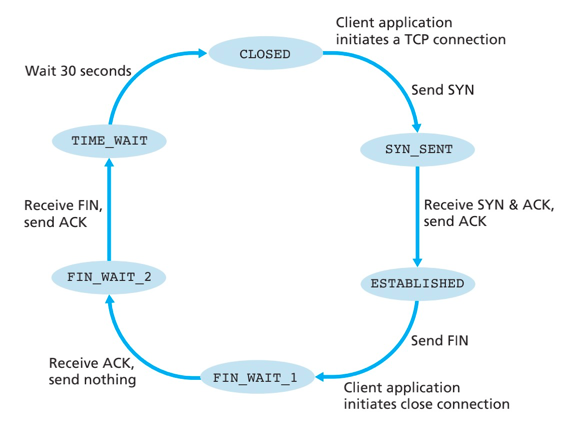 Client application
initiates a TCP connection
CLOSED
Wait 30 seconds
Send SYN
TIME_WAIT
SYN_SENT
Receive FIN,
send ACK
Receive SYN & ACK,
send ACK
FIN_WAIT_2
ESTABLISHED
Send FIN
Receive ACK,
send nothing
FIN_WAIT_1
Client application
initiates close connection